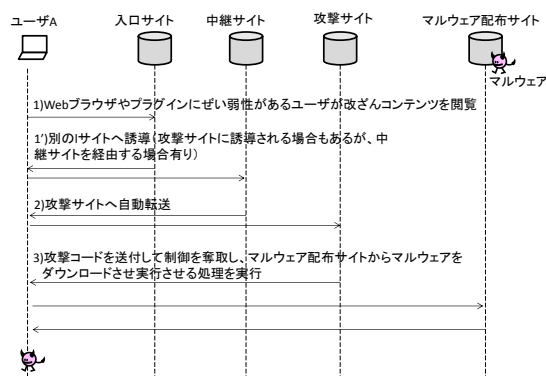 ユーザA
入口サイト
中継サイト
攻撃サイト
マルウェア配布サイト
マルウェア
1)Webブラウザやプラグインにぜい弱性があるユーザが改ざんコンテンツを閲覧
1')別のIサイトへ誘導(攻撃サイトに誘導される場合もあるが、中
継サイトを経由する場合有り)
2)攻撃サイトへ自動転送
3)攻撃コードを送付して制御を奪取し、マルウェア配布サイトからマルウェアを
ダウンロードさせ実行させる処理を実行